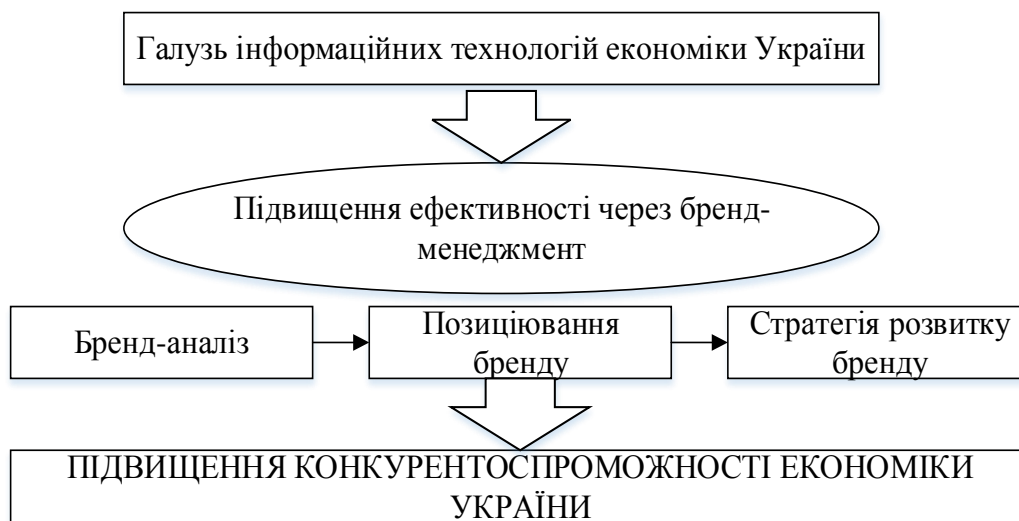 Галузь інформаційних технологій економіки України
Підвищення ефективності через бренд-
менеджмент
Бренд-аналіз
Позиціювання
бренду
Стратегія розвитку
бренду
ПІДВИЩЕННЯ КОНКУРЕНТОСПРОМОЖНОСТІ ЕКОНОМІКИ
УКРАЇНИ